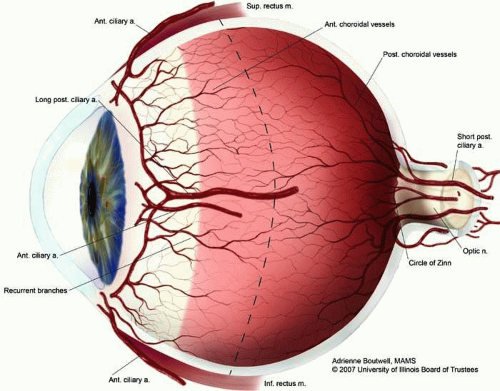 Sup. rectus m.
Ant. ciliary a.
Ant. choroidal vessels
Post. choroidal vessels
Long post. ciliary a.
Short post.
ciliary a.
Ant. ciliary a.
Optic n.
Circle of Zinn
Recurrent branches
Adrienne Boutwell, MAMS
© 2007 University of Illinois Board of Trustees
Ant. ciliary a.
Inf. rectus m.